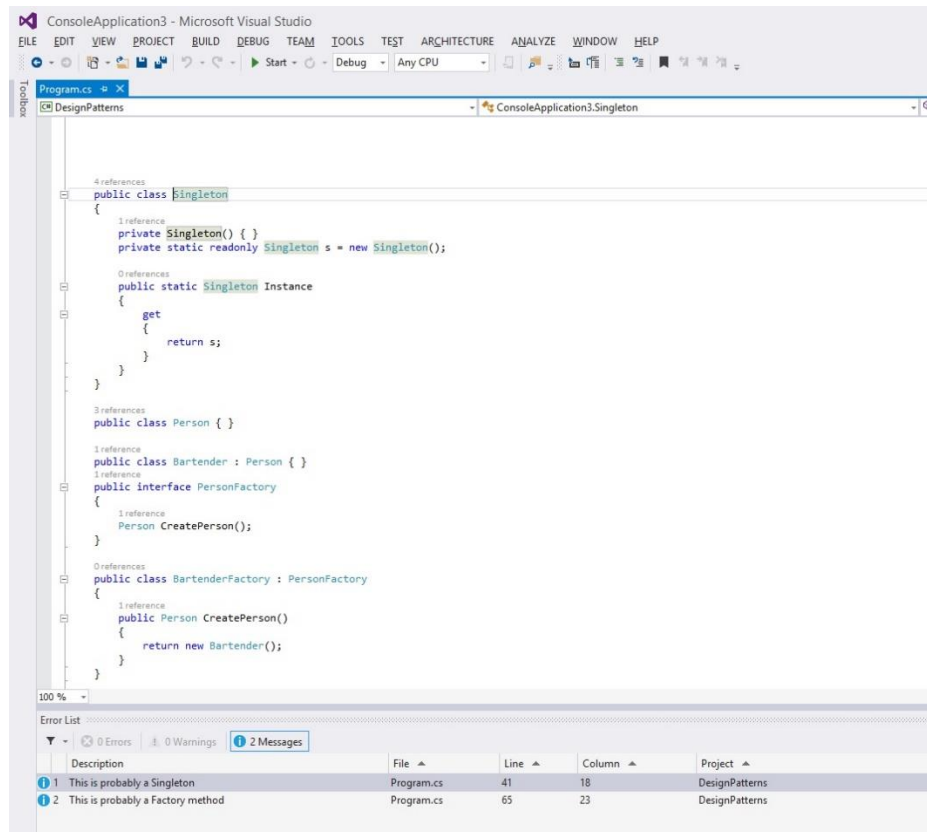 ConsoleApplication3 - Microsoft Visual Studio
FILE EDIT VIEW PROJECT BUILD DEBUG TEAM TOOLS TEST ARCHITECTURE ANALYZE WINDOW HELP
Start Debug Any CPU
Toolbox
Program.cs
C# DesignPatterns ConsoleApplication3.Singleton
4 references
public class Singleton
{
1 reference
private Singleton() { }
private static readonly Singleton s = new Singleton();
0 references
public static Singleton Instance
{
get
{
return s;
}
}
}
3 references
public class Person { }
1 reference
public class Bartender : Person { }
1 reference
public interface PersonFactory
{
1 reference
Person CreatePerson();
}
0 references
public class BartenderFactory : PersonFactory
{
1 reference
public Person CreatePerson()
{
return new Bartender();
}
}
100 %
Error List
0 Errors 0 Warnings 2 Messages
Description File Line Column Project
1 This is probably a Singleton Program.cs 41 18 DesignPatterns
2 This is probably a Factory method Program.cs 65 23 DesignPatterns